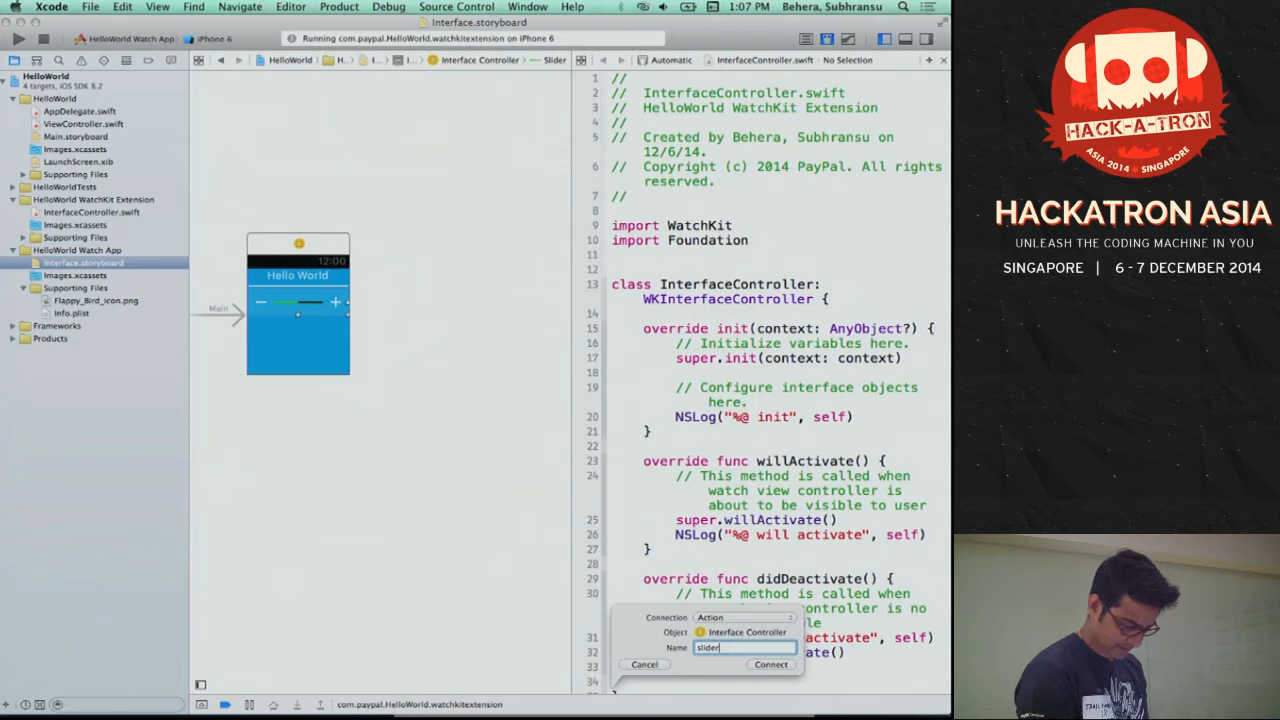 Xcode File Edit View Find Navigate Editor Product Debug Source Control Window Help 1:07 PM Behera, Subhransu
Interface.storyboard
HelloWorld Watch App iPhone 6
Running com.paypal.HelloWorld.watchkitextension on iPhone 6
HelloWorld H... I... I... Interface Controller Slider
Automatic InterfaceController.swift No Selection
HelloWorld
4 targets, iOS SDK 8.2
HelloWorld
AppDelegate.swift
ViewController.swift
Main.storyboard
Images.xcassets
LaunchScreen.xib
Supporting Files
HelloWorldTests
HelloWorld WatchKit Extension
InterfaceController.swift
Images.xcassets
Supporting Files
HelloWorld Watch App
Interface.storyboard
Images.xcassets
Supporting Files
Flappy_Bird_icon.png
Info.plist
Frameworks
Products
Main
12:00
Hello World
1 //
2 // InterfaceController.swift
3 // HelloWorld WatchKit Extension
4 //
5 // Created by Behera, Subhransu on
12/6/14.
6 // Copyright (c) 2014 PayPal. All rights
reserved.
7 //
8
9 import WatchKit
10 import Foundation
11
12
13 class InterfaceController:
WKInterfaceController {
14
15 override init(context: AnyObject?) {
16 // Initialize variables here.
17 super.init(context: context)
18
19 // Configure interface objects
here.
20 NSLog("%@ init", self)
21 }
22
23 override func willActivate() {
24 // This method is called when
watch view controller is
about to be visible to user
25 super.willActivate()
26 NSLog("%@ will activate", self)
27 }
28
29 override func didDeactivate() {
30 // This method is called when
controller is no
31 activate", self)
32 ate()
33
34
Connection Action
Object Interface Controller
Name slider
Cancel Connect
com.paypal.HelloWorld.watchkitextension
HACK-A-TRON
ASIA 2014 SINGAPORE
HACKATRON ASIA
UNLEASH THE CODING MACHINE IN YOU
SINGAPORE | 6 - 7 DECEMBER 2014